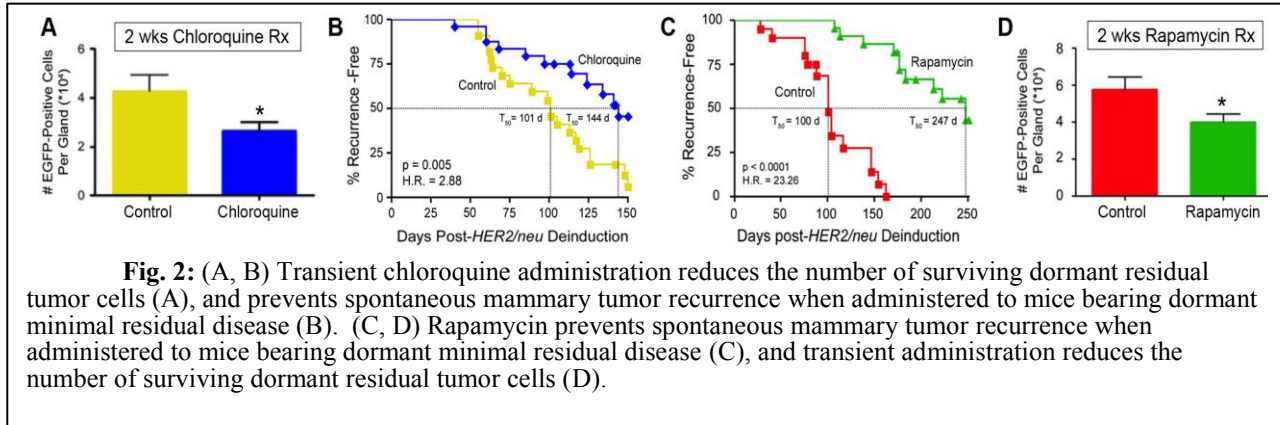 A
2 wks Chloroquine Rx
# EGFP-Positive Cells
Per Gland (*10⁴)
6
4
2
0
*
Control
Chloroquine
B
% Recurrence -Free
100
75
50
25
0
Chloroquine
Control
T50= 101 d
T50= 144 d
p = 0.005
H.R. = 2.88
0
50
100
150
Days Post-HER2/neu Deinduction
C
% Recurrence-Free
100
75
50
25
0
Rapamycin
Control
T50= 100 d
T50= 247 d
p < 0.0001
H.R. = 23.26
0
50
100
150
200
250
Days post-HER2/neu Deinduction
D
2 wks Rapamycin Rx
# EGFP-Positive Cells
Per Gland (*10⁴)
8
6
4
2
0
*
Control
Rapamycin
Fig. 2: (A, B) Transient chloroquine administration reduces the number of surviving dormant residual
tumor cells (A), and prevents spontaneous mammary tumor recurrence when administered to mice bearing dormant
minimal residual disease (B). (C, D) Rapamycin prevents spontaneous mammary tumor recurrence when
administered to mice bearing dormant minimal residual disease (C), and transient administration reduces the
number of surviving dormant residual tumor cells (D).